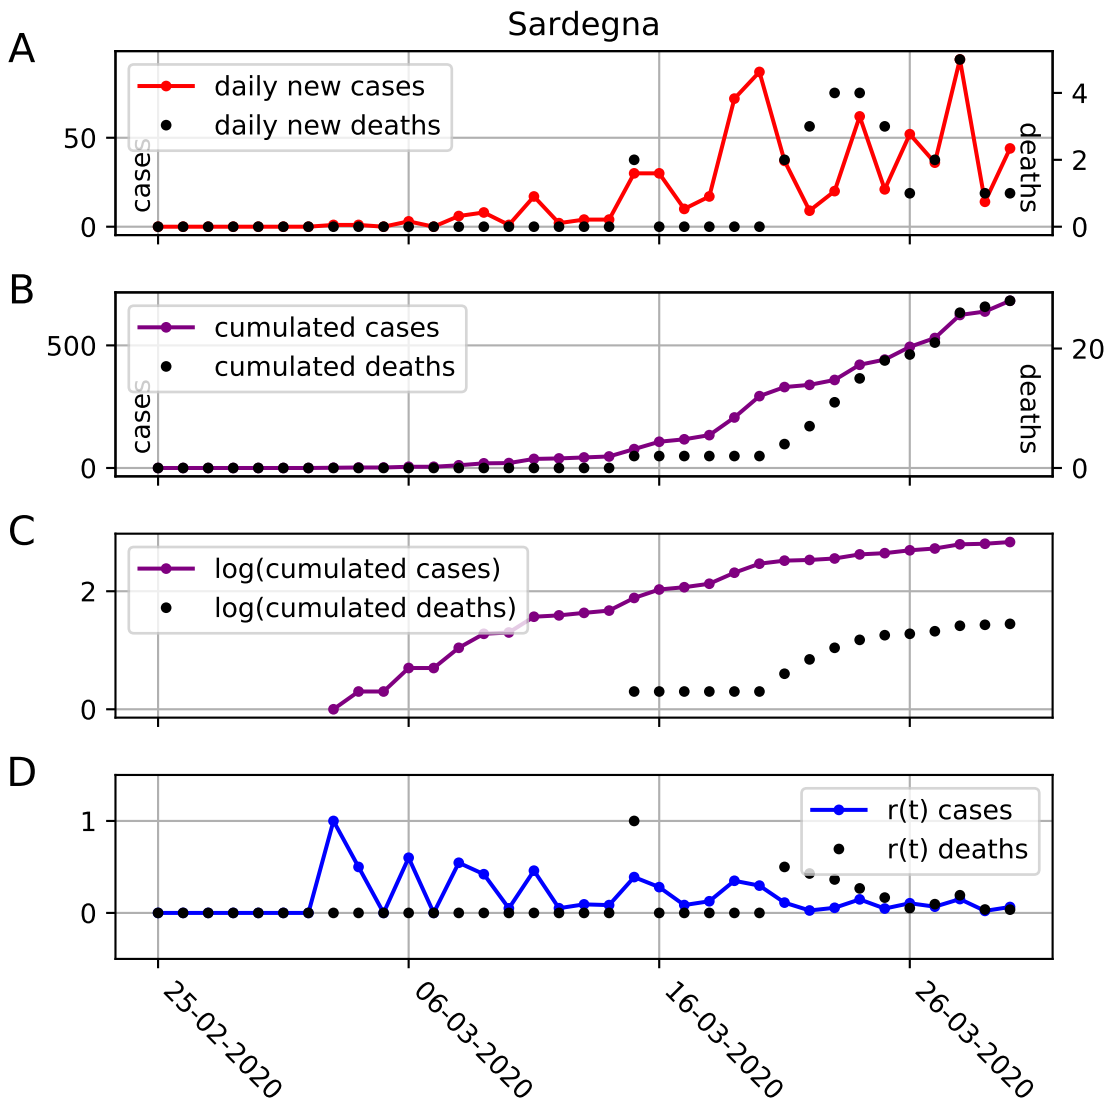 Sardegna
A
daily new cases
daily new deaths
50
0
cases
4
2
0
deaths
B
cumulated cases
cumulated deaths
500
0
cases
20
0
deaths
C
log(cumulated cases)
log(cumulated deaths)
2
0
D
r(t) cases
r(t) deaths
1
0
25-02-2020
06-03-2020
16-03-2020
26-03-2020